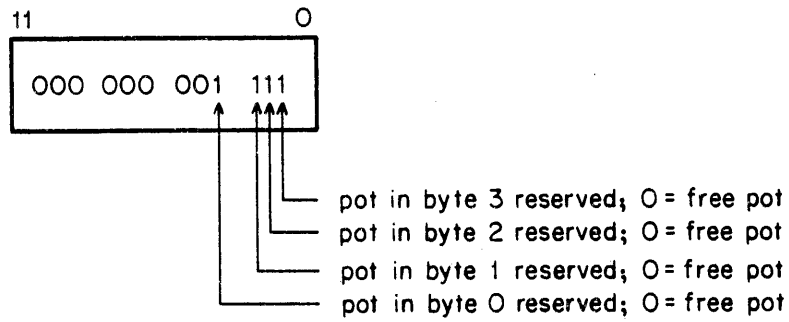 11 0
000 000 001 111
pot in byte 3 reserved; 0 = free pot
pot in byte 2 reserved; 0 = free pot
pot in byte 1 reserved; 0 = free pot
pot in byte 0 reserved; 0 = free pot